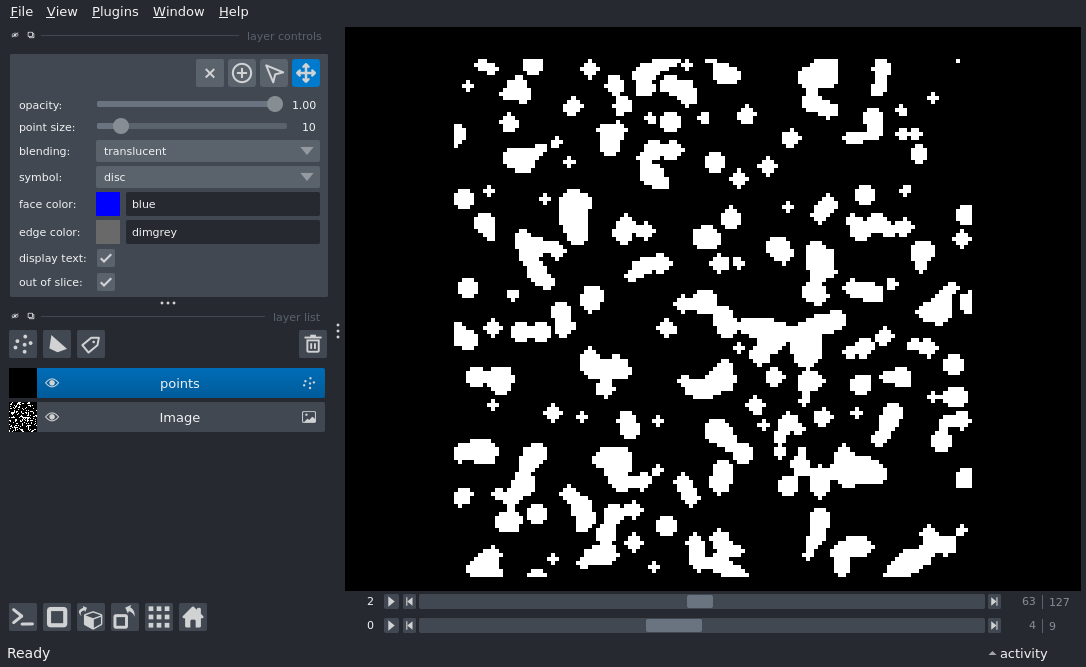 File View Plugins Window Help
layer controls
opacity: 1.00
point size: 10
blending: translucent
symbol: disc
face color: blue
edge color: dimgrey
display text:
out of slice:
layer list
points
Image
2 63 127
0 4 9
Ready activity